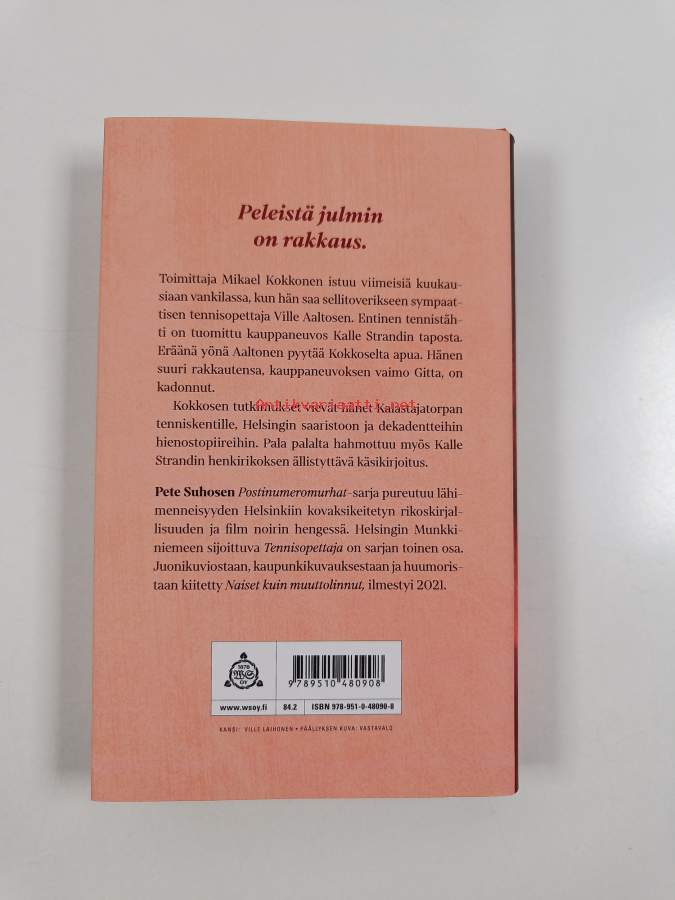 Peleistä julmin
on rakkaus.
Toimittaja Mikael Kokkonen istuu viimeisiä kuukau-
siaan vankilassa, kun hän saa sellitoverikseen sympaat-
tisen tennisopettaja Ville Aaltosen. Entinen tennistäh-
ti on tuomittu kauppaneuvos Kalle Strandin taposta.
Eräänä yönä Aaltonen pyytää Kokkoselta apua. Hänen
suuri rakkautensa, kauppaneuvoksen vaimo Gitta, on
kadonnut.
Antikvariaatti.net
Kokkosen tutkimukset vievät hänet Kalastajatorpan
tenniskentille, Helsingin saaristoon ja dekadentteihin
hienostopiireihin. Pala palalta hahmottuu myös Kalle
Strandin henkirikoksen ällistyttävä käsikirjoitus.
Pete Suhosen Postinumeromurhat-sarja pureutuu lähi-
menneisyyden Helsinkiin kovaksikeitetyn rikoskirjal-
lisuuden ja film noirin hengessä. Helsingin Munkki-
niemeen sijoittuva Tennisopettaja on sarjan toinen osa.
Juonikuviostaan, kaupunkikuvauksestaan ja huumoris-
taan kiitetty Naiset kuin muuttolinnut, ilmestyi 2021.
1878
WS
OY
9 789510 480908
www.wsoy.fi 84.2 ISBN 978-951-0-48090-8
KANSI: VILLE LAIHONEN • PÄÄLLYKSEN KUVA: VASTAVALO